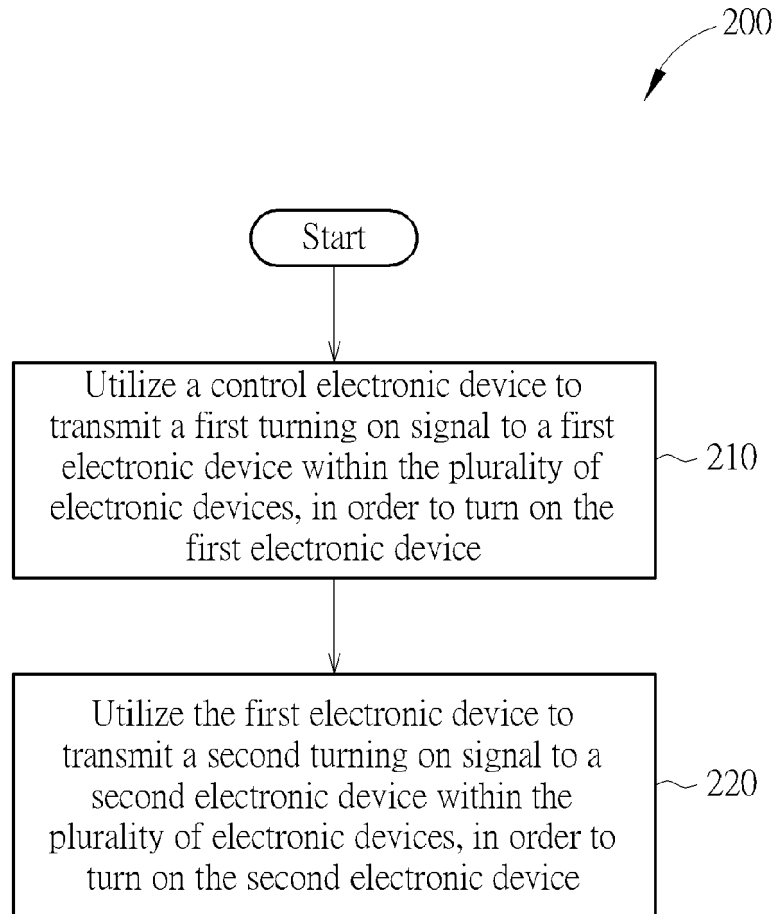 200
Start
Utilize a control electronic device to
transmit a first turning on signal to a first
electronic device within the plurality of
electronic devices, in order to turn on the
first electronic device
210
Utilize the first electronic device to
transmit a second turning on signal to a
second electronic device within the
plurality of electronic devices, in order to
turn on the second electronic device
220